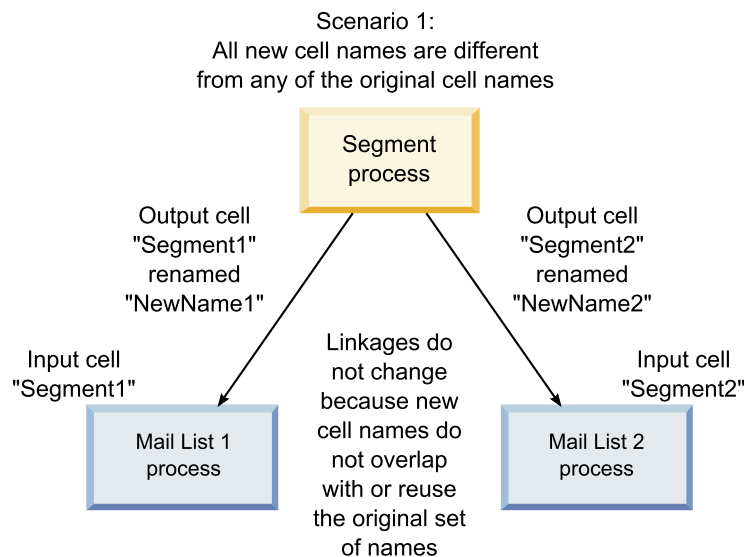 Scenario 1:
All new cell names are different
from any of the original cell names
Segment
process
Output cell
"Segment1"
renamed
"NewName1"
Output cell
"Segment2"
renamed
"NewName2"
Input cell
"Segment1"
Linkages do
not change
because new
cell names do
not overlap
with or reuse
the original set
of names
Input cell
"Segment2"
Mail List 1
process
Mail List 2
process